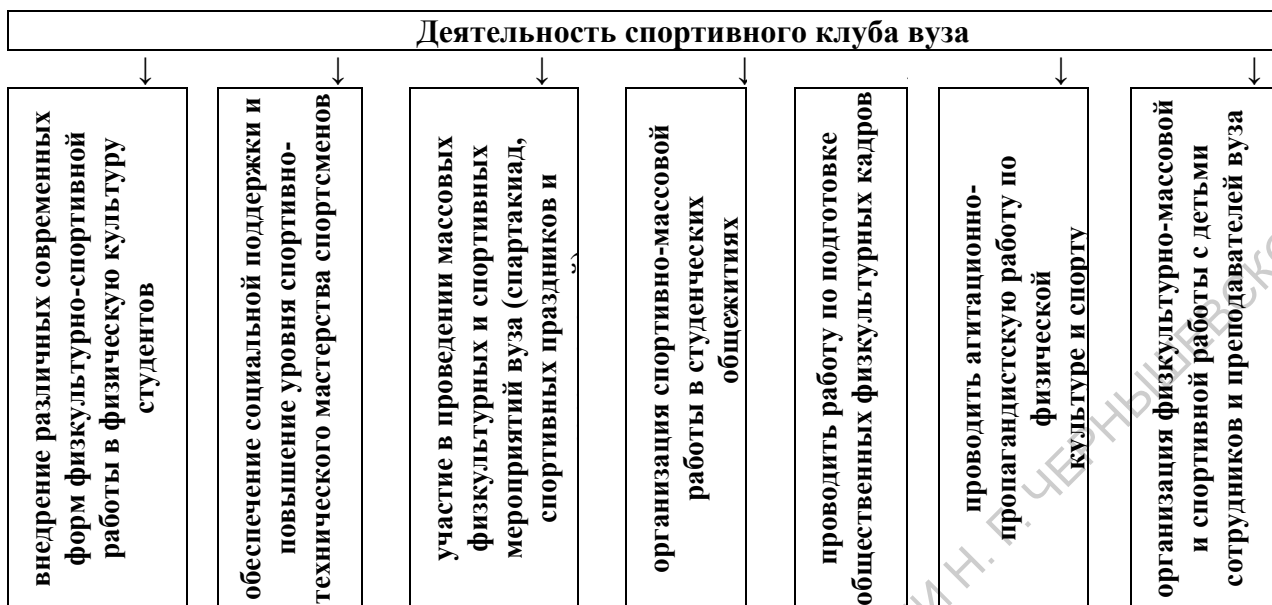 Деятельность спортивного клуба вуза
↓ ↓ ↓ ↓ ↓ ↓
внедрение различных современных
форм физкультурно-спортивной
работы в физическую культуру
студентов
обеспечение социальной поддержки и
повышение уровня спортивно-
технического мастерства спортсменов
участие в проведении массовых
физкультурных и спортивных
мероприятий вуза (спартакиад,
спортивных праздников и
организация спортивно-массовой
работы в студенческих
общежитиях
проводить работу по подготовке
общественных физкультурных кадров
проводить агитационно-
пропагандистскую работу по
физической
культуре и спорту
организация физкультурно-массовой
и спортивной работы с детьми
сотрудников и преподавателей вуза
И Н. Г. ЧЕРНЫШЕВСКО